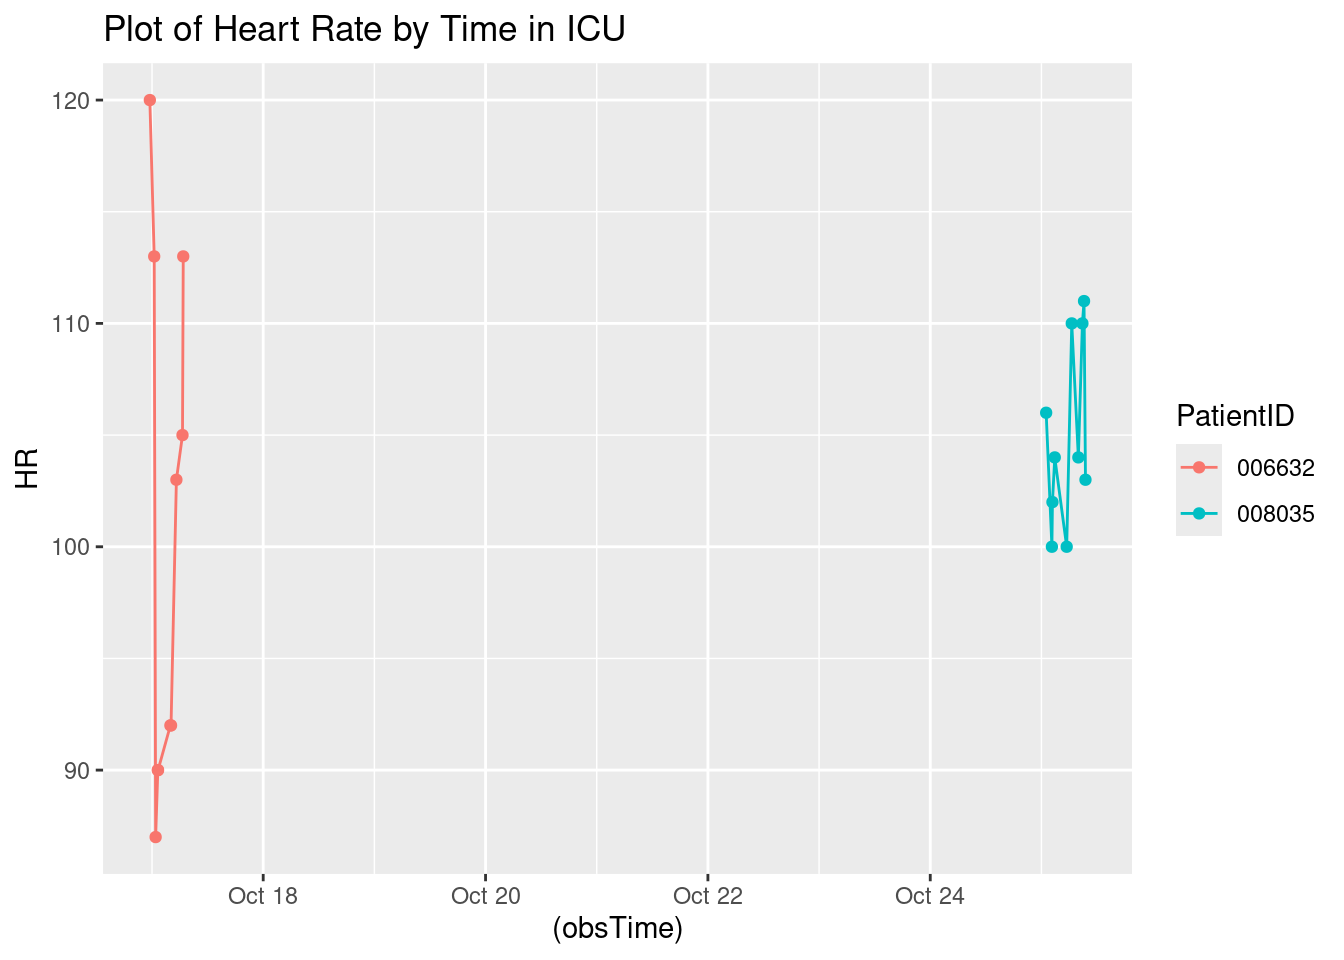 Plot of Heart Rate by Time in ICU
120
110
100
90
HR
Oct 18
Oct 20
Oct 22
Oct 24
(obsTime)
PatientID
006632
008035